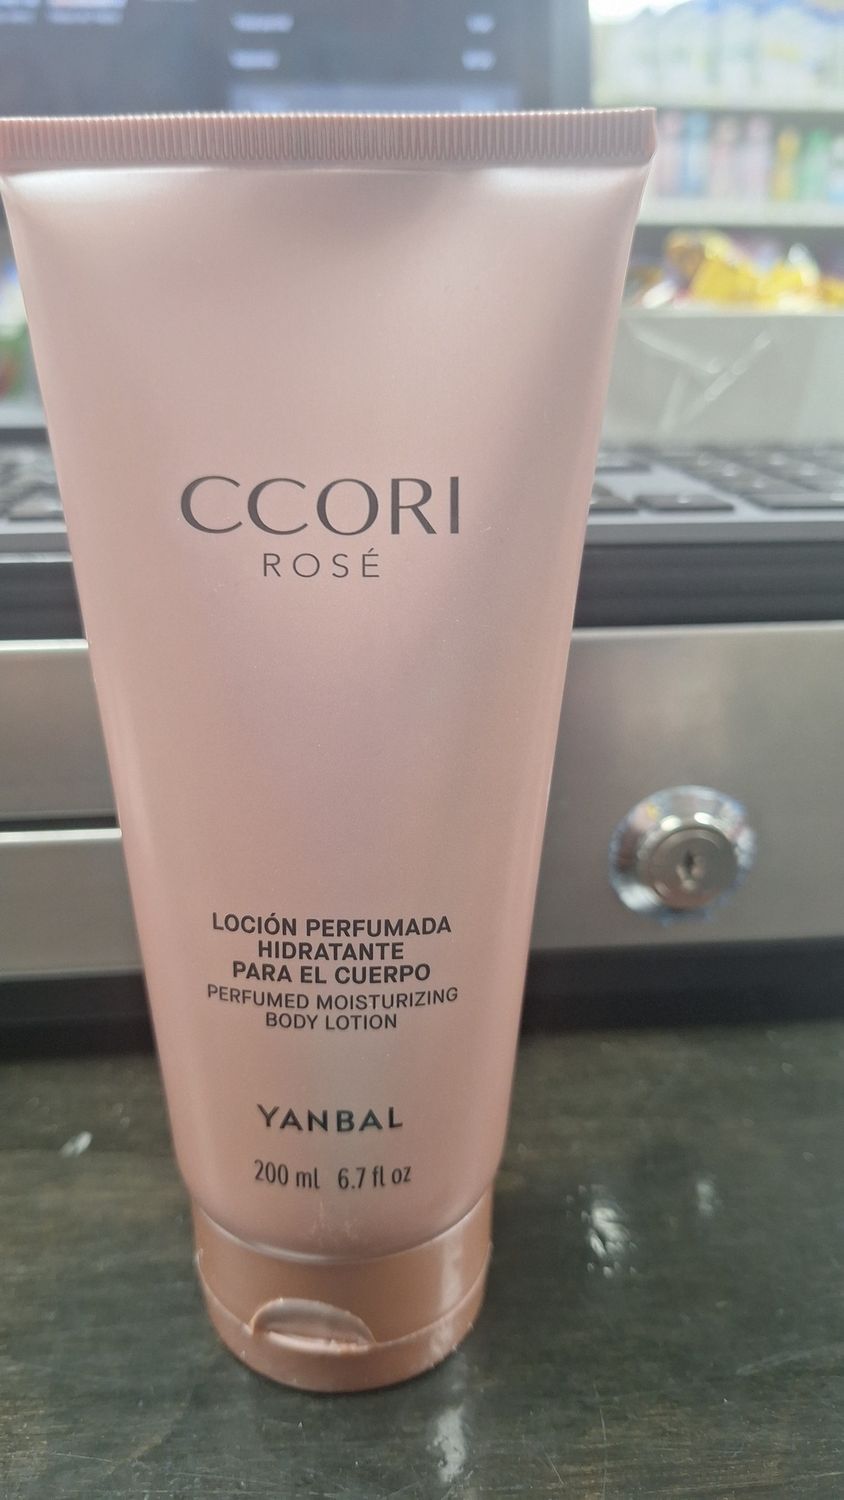 CCORI
ROSÉ
LOCIÓN PERFUMADA
HIDRATANTE
PARA EL CUERPO
PERFUMED MOISTURIZING
BODY LOTION
YANBAL
200 ml 6.7 fl oz